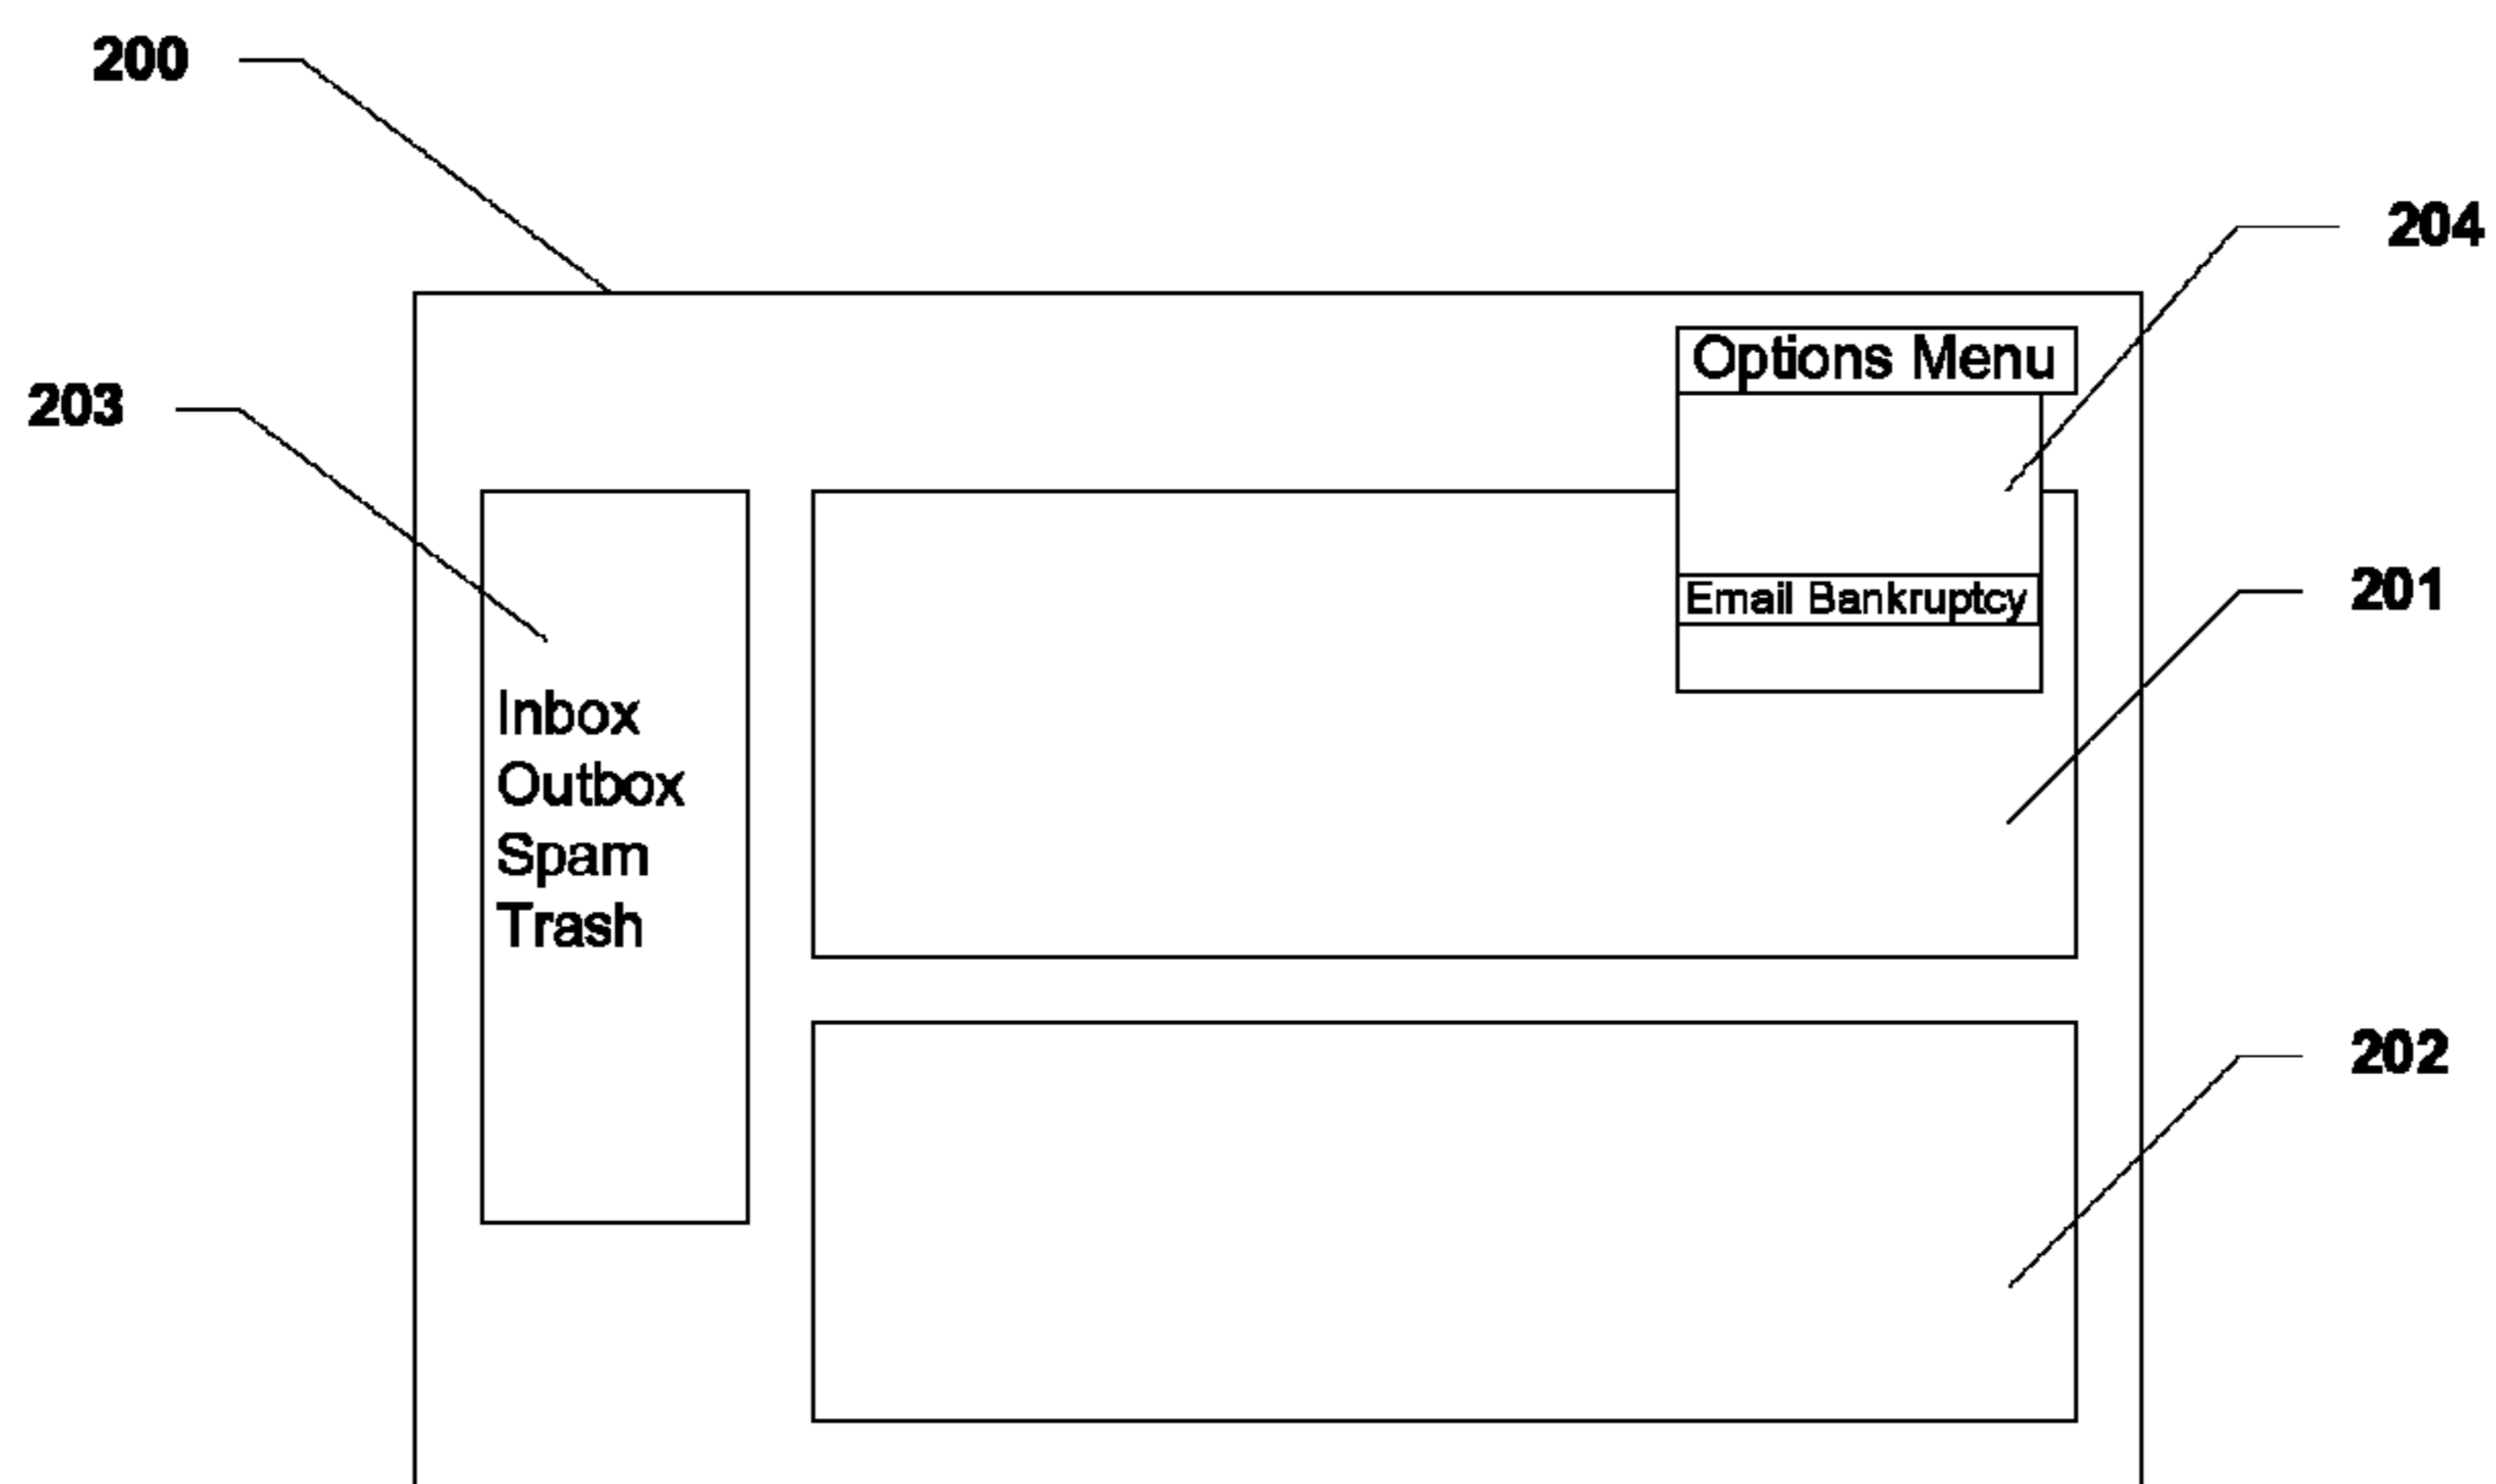 200
204
Options Menu
203
Email Bankruptcy
201
Inbox
Outbox
Spam
Trash
202